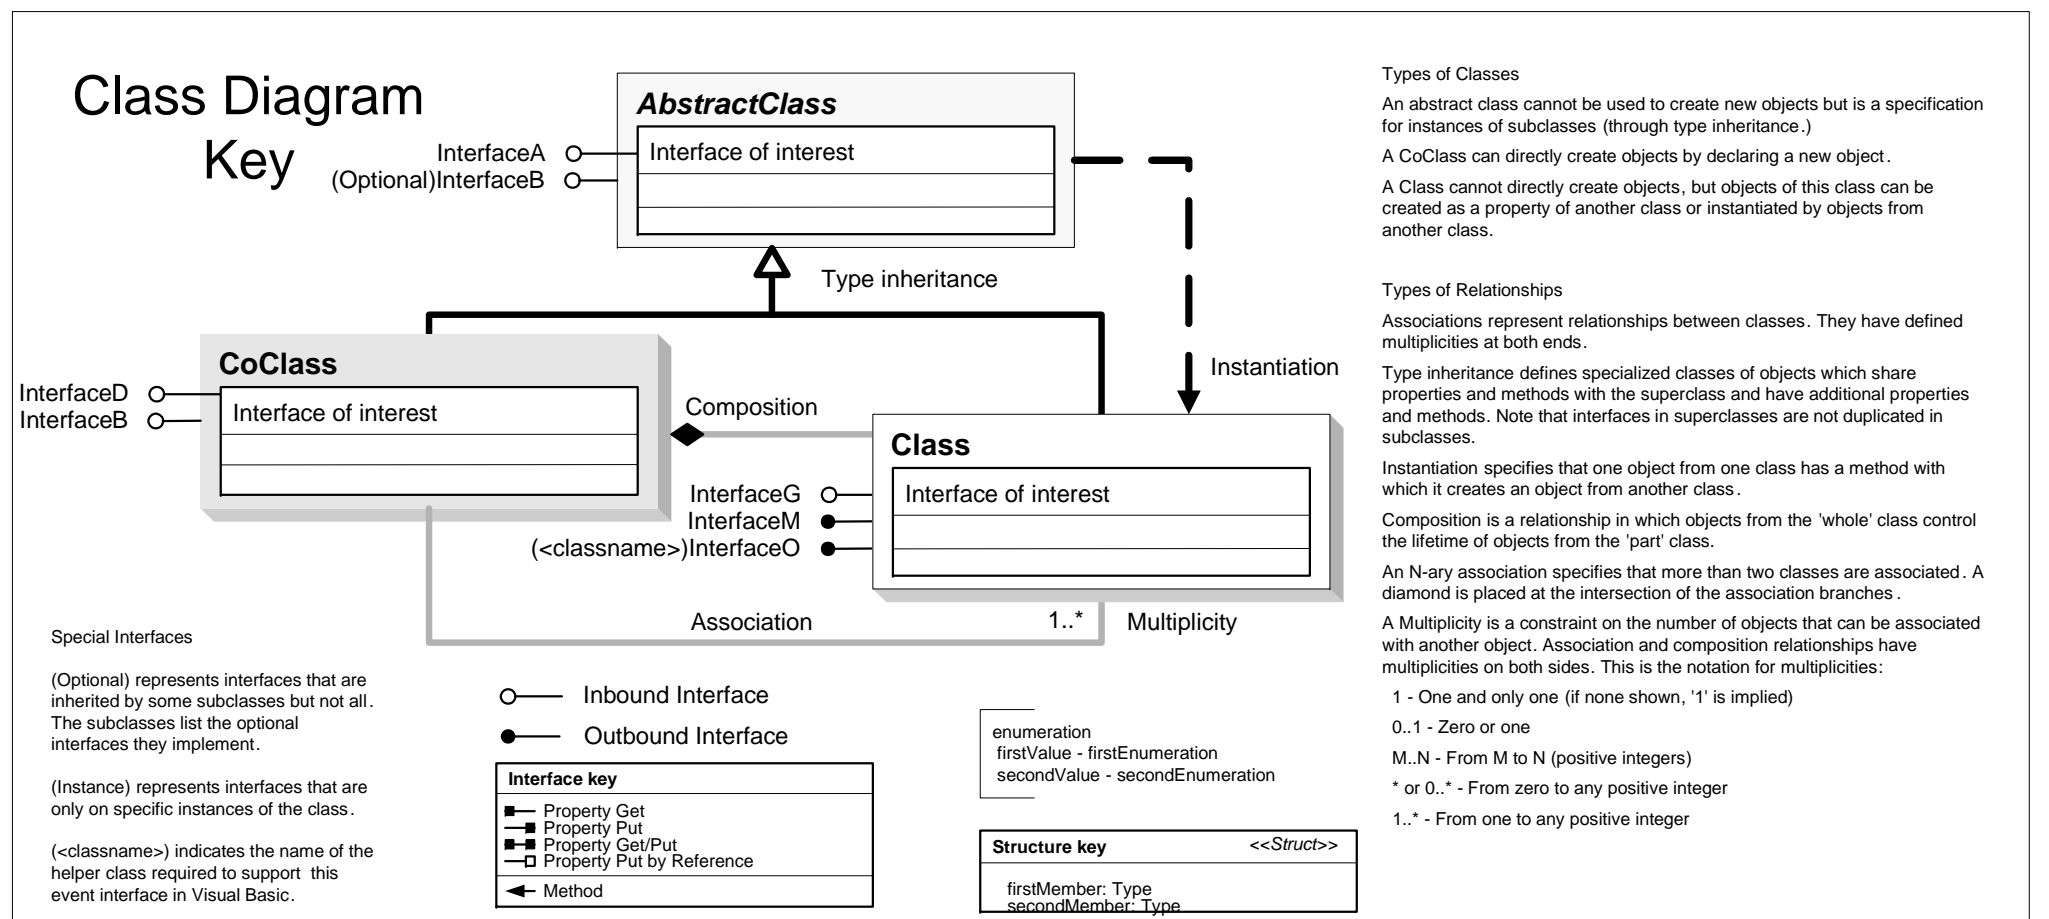 Class Diagram
Key
AbstractClass
Interface of interest
InterfaceA
(Optional)InterfaceB
Type inheritance
CoClass
Interface of interest
InterfaceD
InterfaceB
Composition
Instantiation
Class
Interface of interest
InterfaceG
InterfaceM
(<classname>)InterfaceO
Association
1..*
Multiplicity
Special Interfaces
(Optional) represents interfaces that are
inherited by some subclasses but not all.
The subclasses list the optional
interfaces they implement.
(Instance) represents interfaces that are
only on specific instances of the class.
(<classname>) indicates the name of the
helper class required to support this
event interface in Visual Basic.
Inbound Interface
Outbound Interface
Interface key
Property Get
Property Put
Property Get/Put
Property Put by Reference
Method
enumeration
firstValue - firstEnumeration
secondValue - secondEnumeration
Structure key
<<Struct>>
firstMember: Type
secondMember: Type
Types of Classes
An abstract class cannot be used to create new objects but is a specification
for instances of subclasses (through type inheritance.)
A CoClass can directly create objects by declaring a new object.
A Class cannot directly create objects, but objects of this class can be
created as a property of another class or instantiated by objects from
another class.
Types of Relationships
Associations represent relationships between classes. They have defined
multiplicities at both ends.
Type inheritance defines specialized classes of objects which share
properties and methods with the superclass and have additional properties
and methods. Note that interfaces in superclasses are not duplicated in
subclasses.
Instantiation specifies that one object from one class has a method with
which it creates an object from another class.
Composition is a relationship in which objects from the 'whole' class control
the lifetime of objects from the 'part' class.
An N-ary association specifies that more than two classes are associated. A
diamond is placed at the intersection of the association branches.
A Multiplicity is a constraint on the number of objects that can be associated
with another object. Association and composition relationships have
multiplicities on both sides. This is the notation for multiplicities:
1 - One and only one (if none shown, '1' is implied)
0..1 - Zero or one
M..N - From M to N (positive integers)
* or 0..* - From zero to any positive integer
1..* - From one to any positive integer